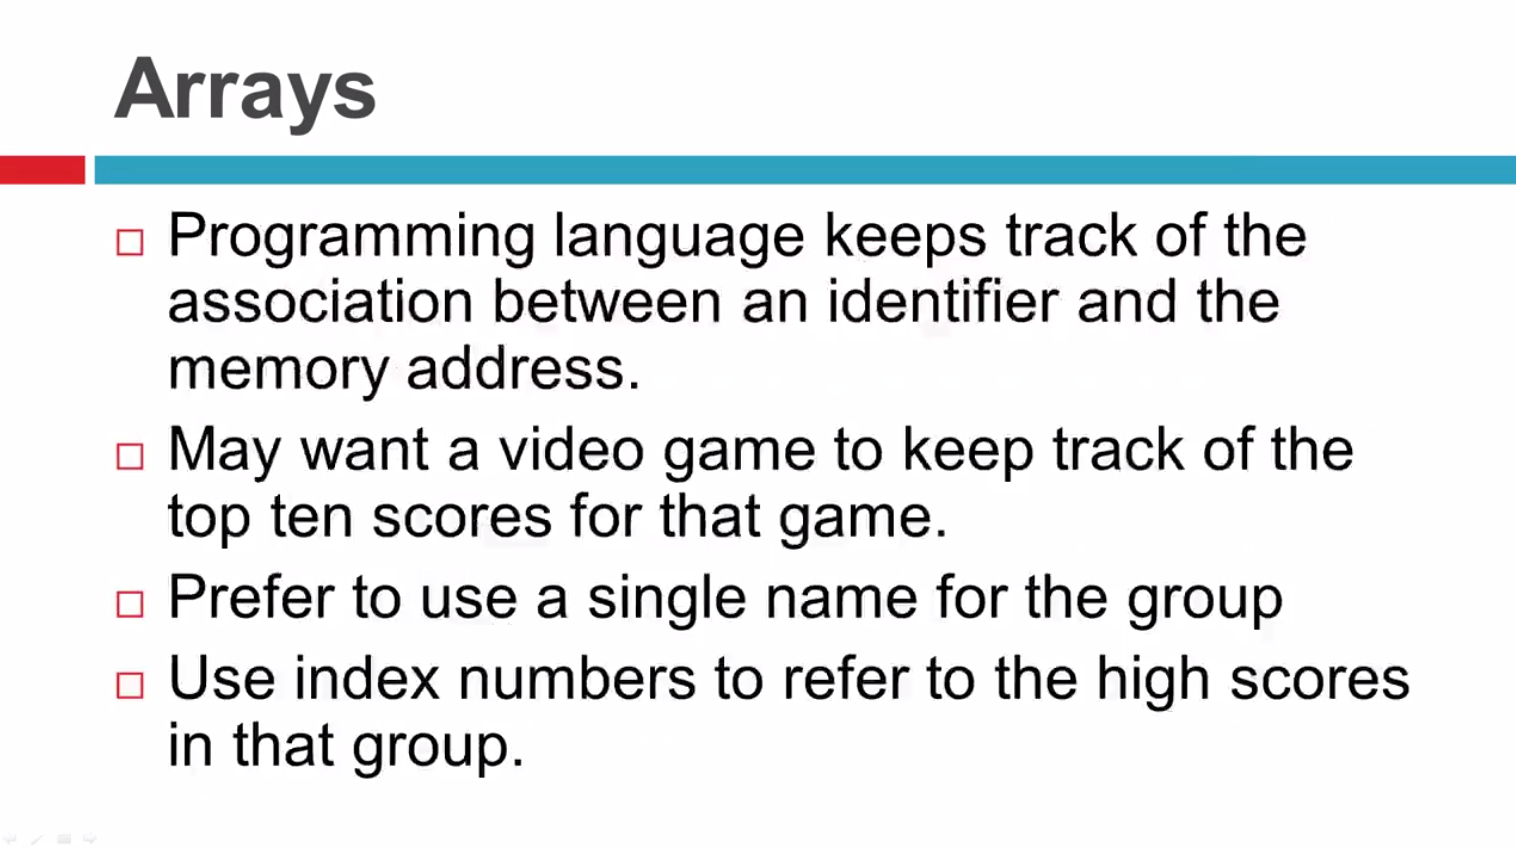 Arrays
Programming language keeps track of the
association between an identifier and the
memory address.
May want a video game to keep track of the
top ten scores for that game.
Prefer to use a single name for the group
Use index numbers to refer to the high scores
in that group.